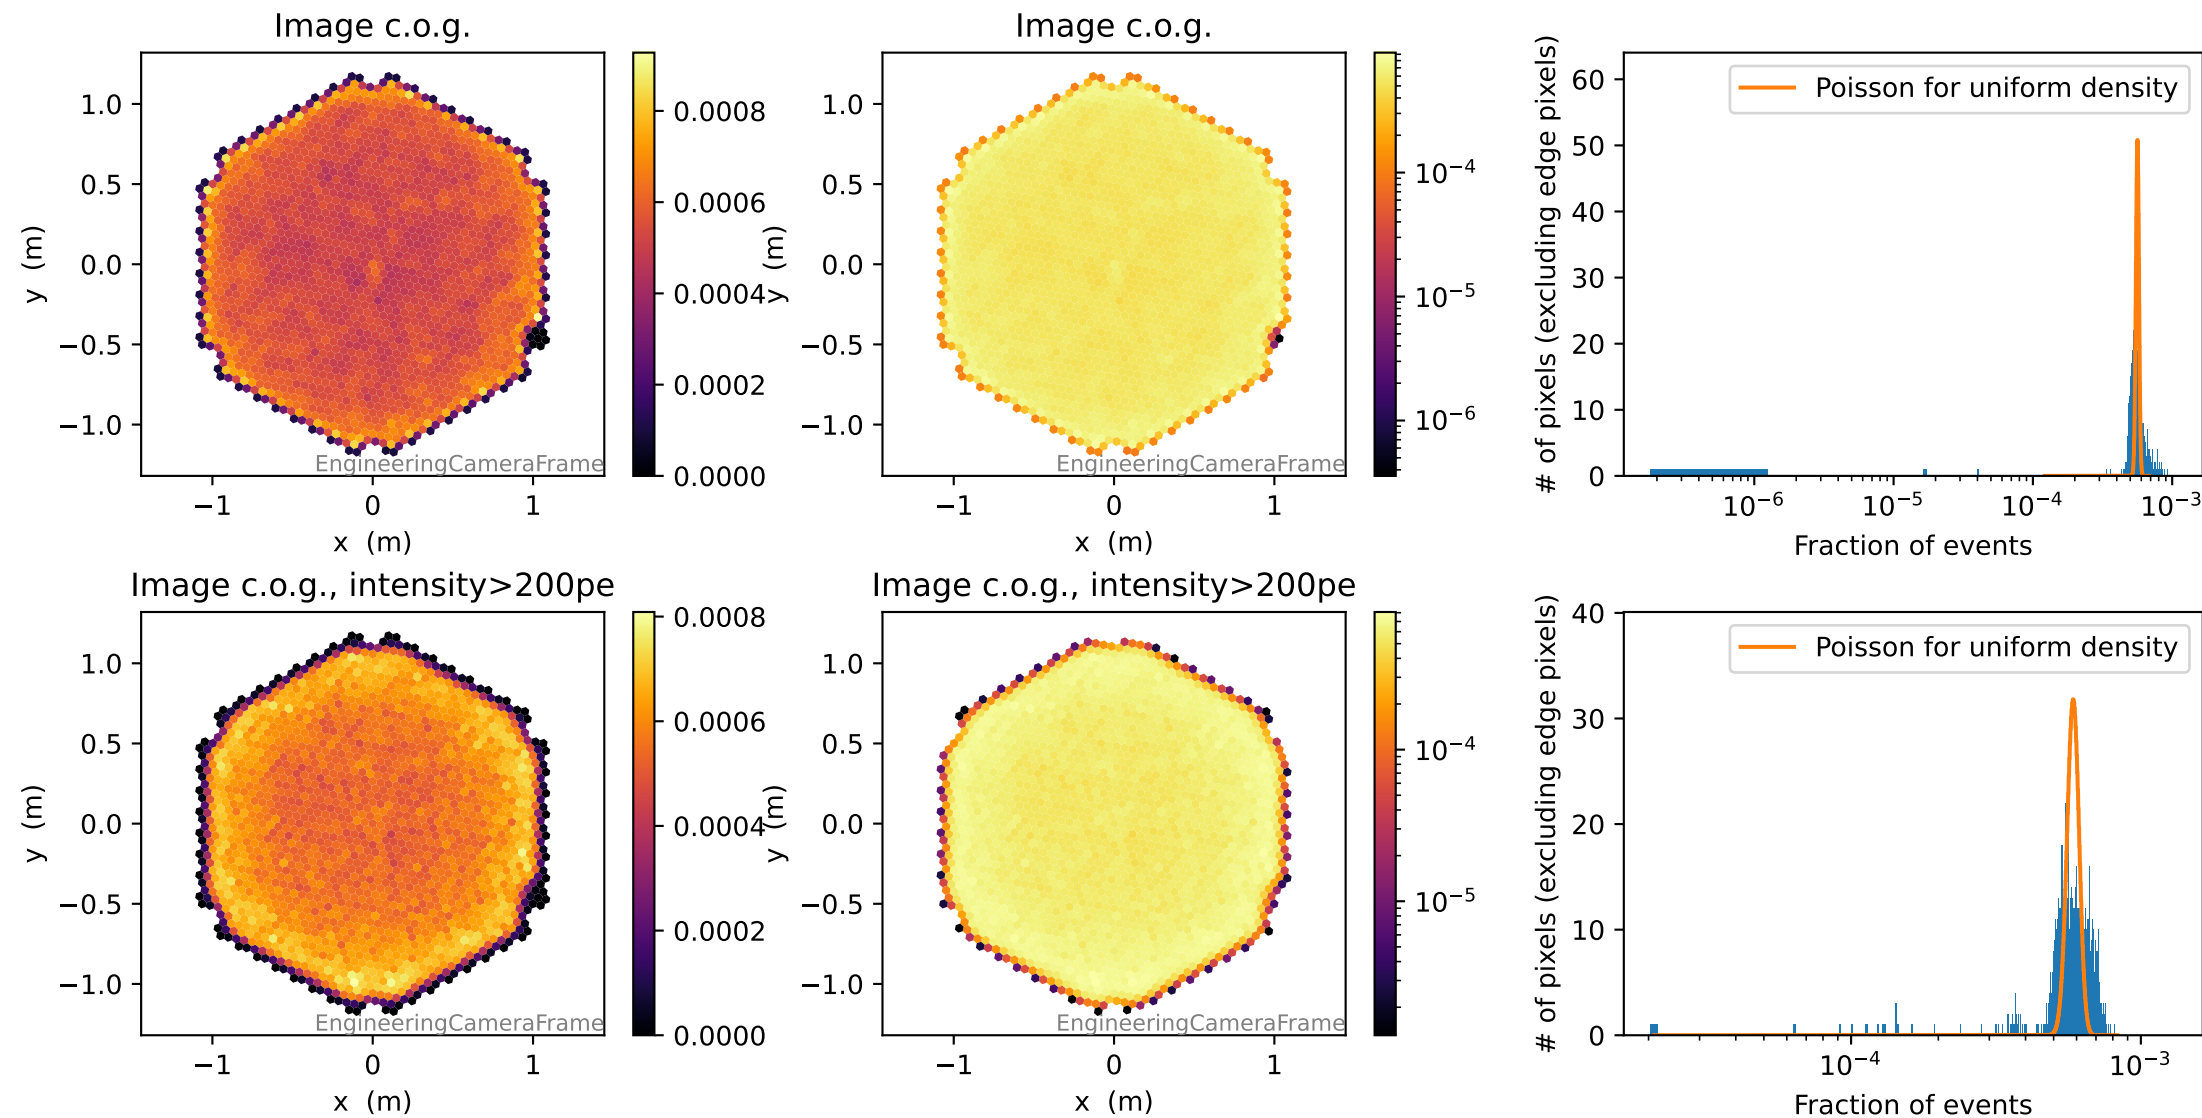 Image c.o.g.
y (m)
1.0
0.5
0.0
−0.5
−1.0
−1
0
1
x (m)
EngineeringCameraFrame
0.0008
0.0006
0.0004
0.0002
0.0000
Image c.o.g.
y (m)
1.0
0.5
0.0
−0.5
−1.0
−1
0
1
x (m)
EngineeringCameraFrame
10⁻⁴
10⁻⁵
10⁻⁶
# of pixels (excluding edge pixels)
60
50
40
30
20
10
0
Poisson for uniform density
10⁻⁶
10⁻⁵
10⁻⁴
10⁻³
Fraction of events
Image c.o.g., intensity>200pe
y (m)
1.0
0.5
0.0
−0.5
−1.0
−1
0
1
x (m)
EngineeringCameraFrame
0.0008
0.0006
0.0004
0.0002
0.0000
Image c.o.g., intensity>200pe
y (m)
1.0
0.5
0.0
−0.5
−1.0
−1
0
1
x (m)
EngineeringCameraFrame
10⁻⁴
10⁻⁵
# of pixels (excluding edge pixels)
40
30
20
10
0
Poisson for uniform density
10⁻⁴
10⁻³
Fraction of events